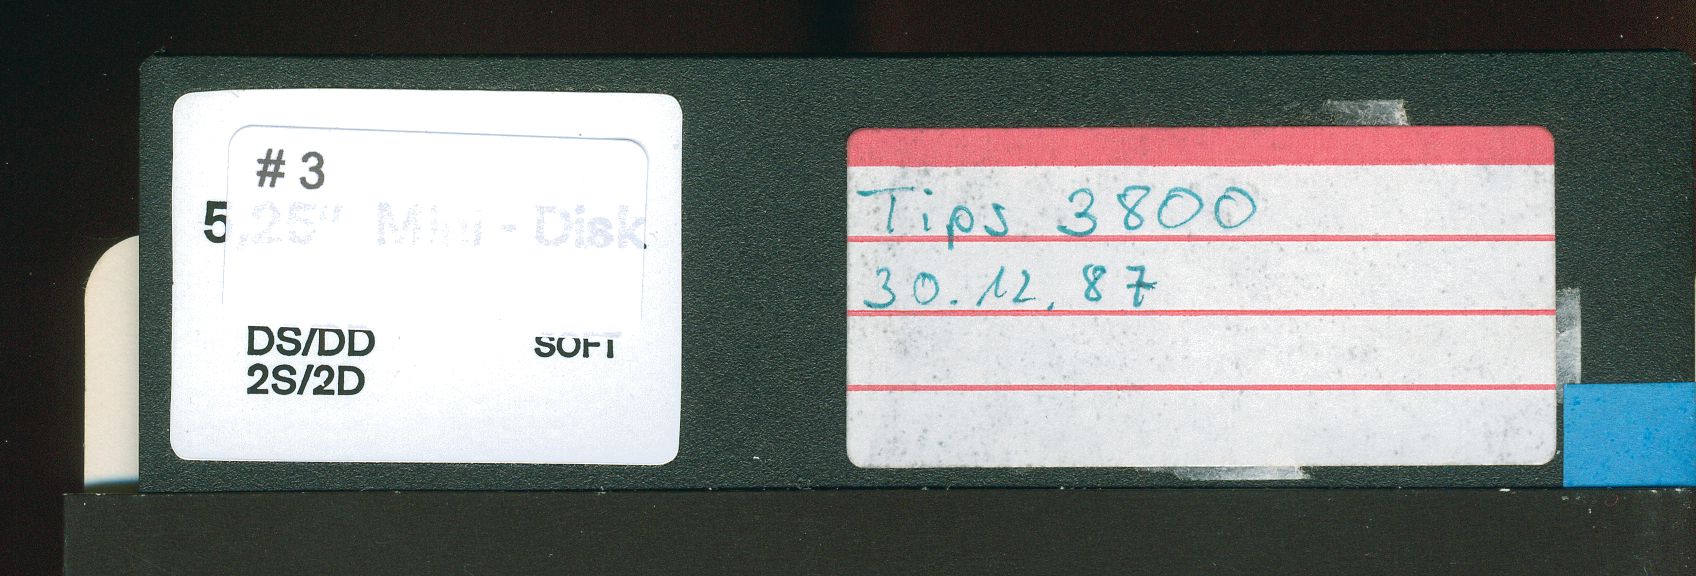 # 3
5,25" Mini - Disk
DS/DD SOFT
2S/2D
Tips 3800
30.12.87